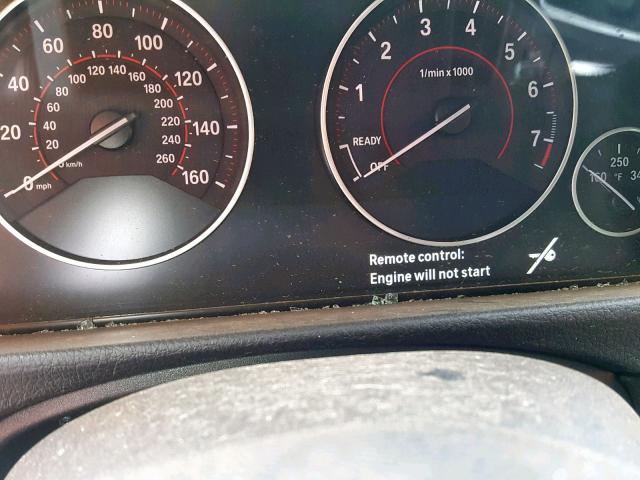 20 40 60 80 100 120 140 160
0 mph
20 40 60 80 100 120 140 160 180 200 220 240 260
km/h
1 2 3 4 5 6 7
1/min x 1000
READY
OFF
250
160 °F 34
Remote control:
Engine will not start